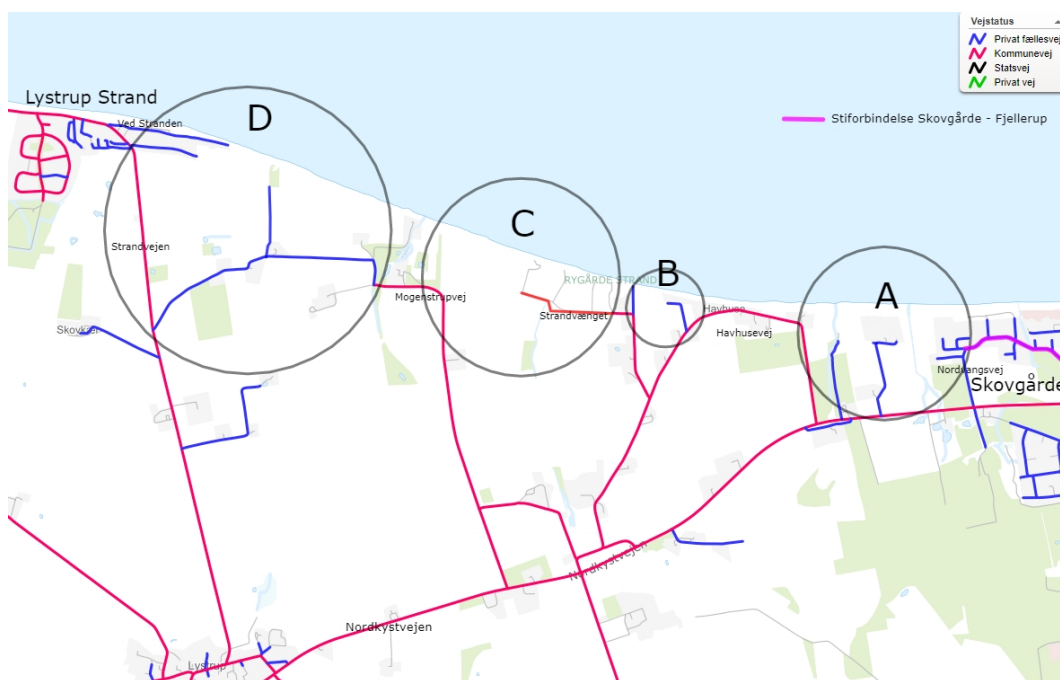 Vejstatus
Privat fællesvej
Kommunevej
Statsvej
Privat vej
Stiforbindelse Skovgårde - Fjellerup
Lystrup Strand
Ved Stranden
D
C
B
A
Strandvejen
RYGÅRDE STRAND
Mogenstrupvej
Strandvænget
Havhuse
Havhusevej
Skovkær
Nordvangsvej
Skovgårde
Nordkystvejen
Nordkystvejen
Lystrup